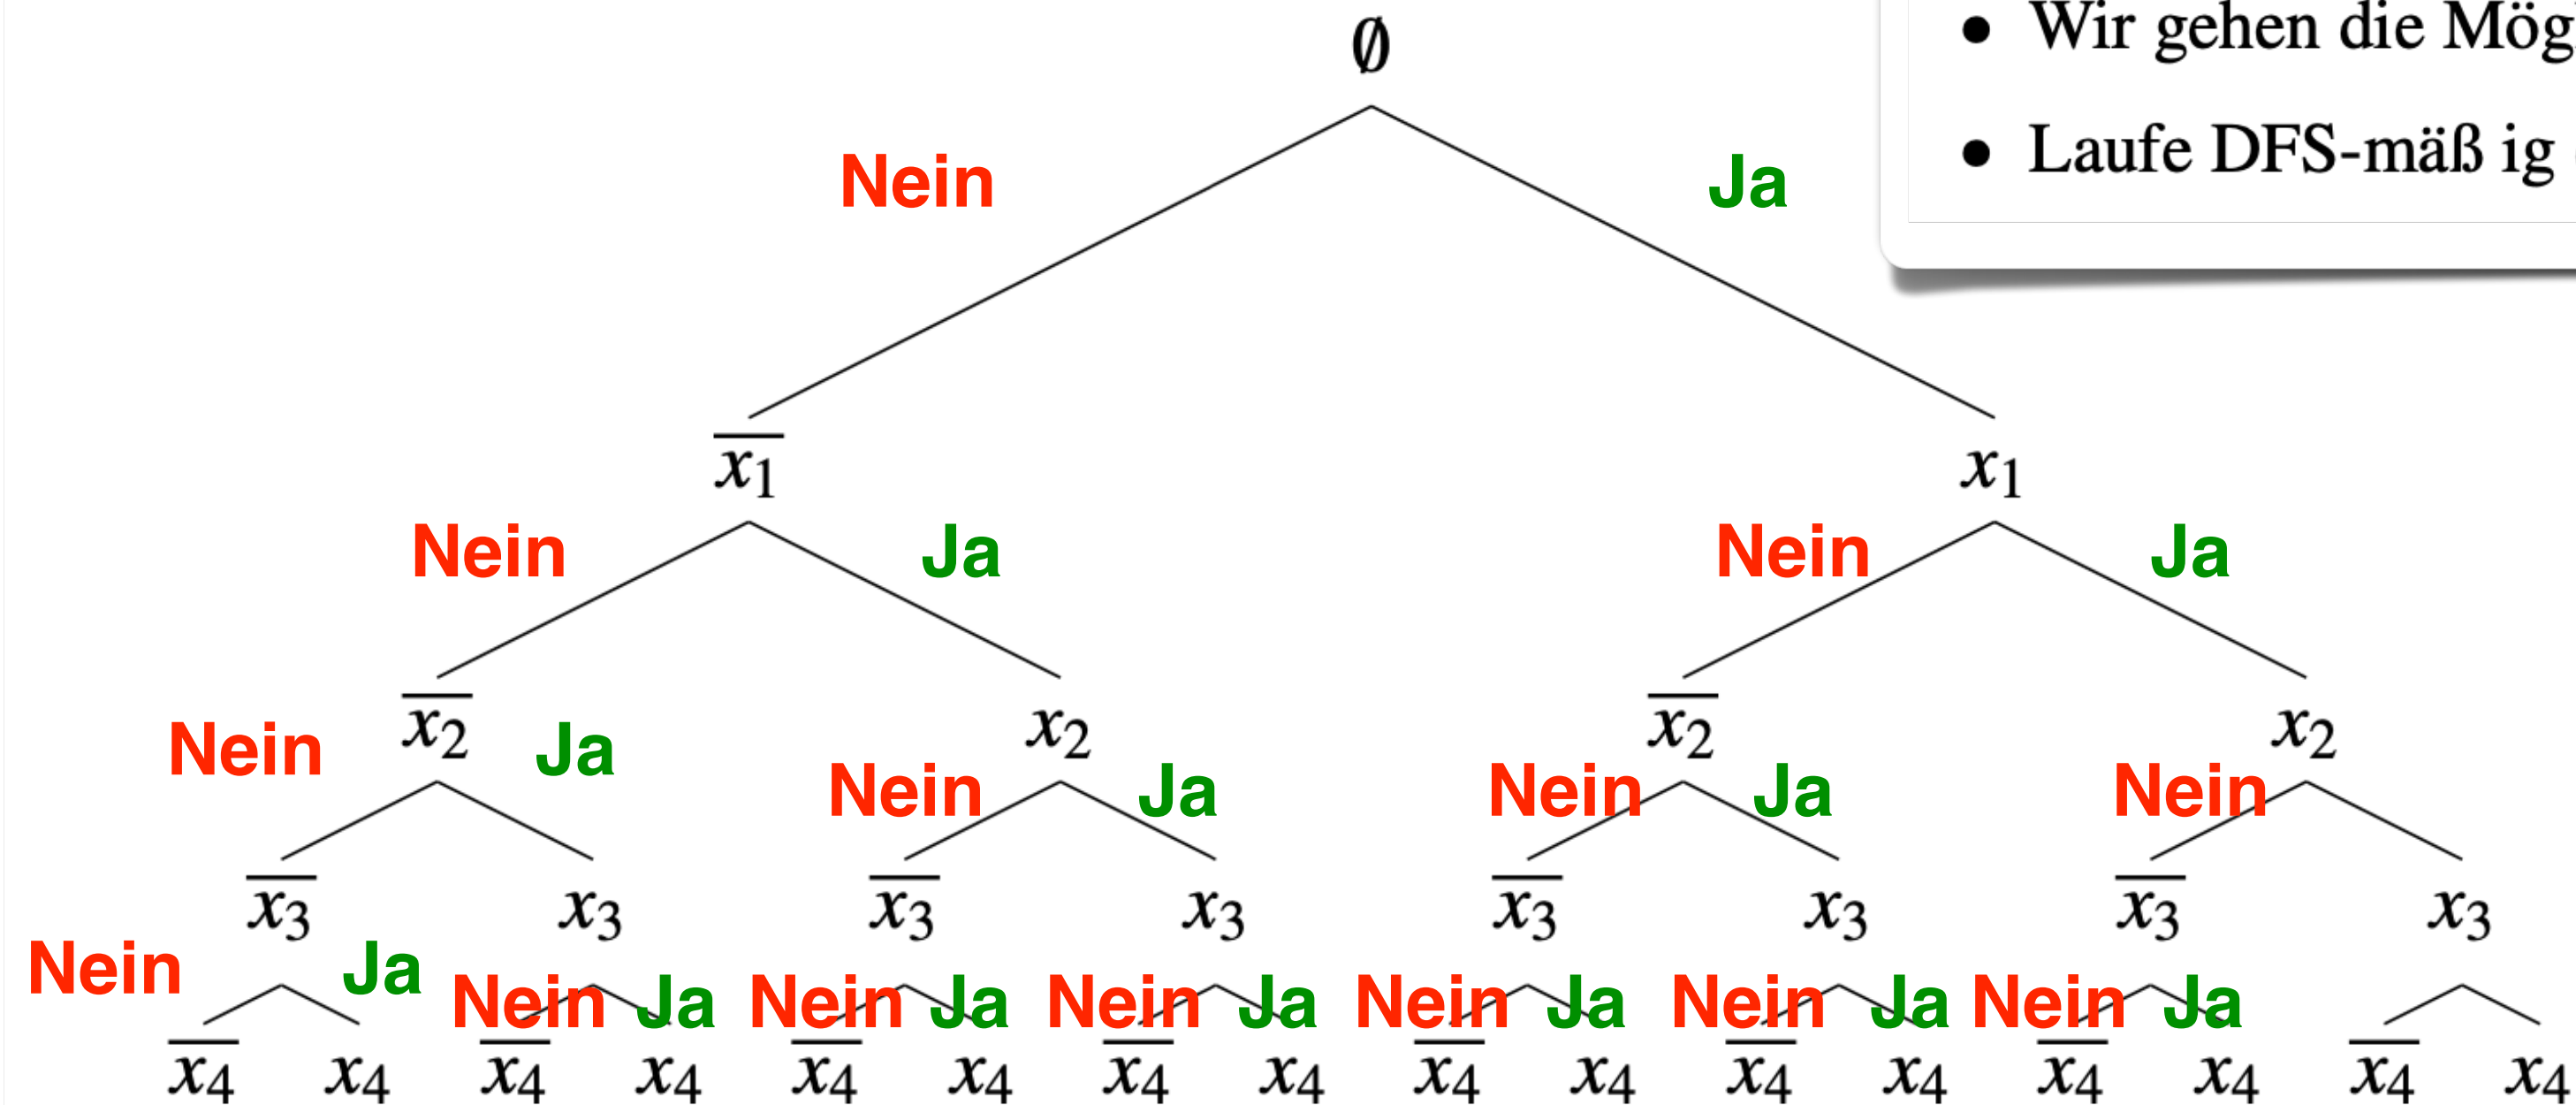 ∅
• Wir gehen die
• Laufe DFS-mäß ig
Nein Ja
x̅₁ x₁
Nein Ja Nein Ja
x̅₂ x₂ x̅₂ x₂
Nein Ja Nein Ja Nein Ja Nein
x̅₃ x₃ x̅₃ x₃ x̅₃ x₃ x̅₃ x₃
Nein Ja Nein Ja Nein Ja Nein Ja Nein Ja Nein Ja Nein Ja
x̅₄ x₄ x̅₄ x₄ x̅₄ x₄ x̅₄ x₄ x̅₄ x₄ x̅₄ x₄ x̅₄ x₄ x̅₄ x₄